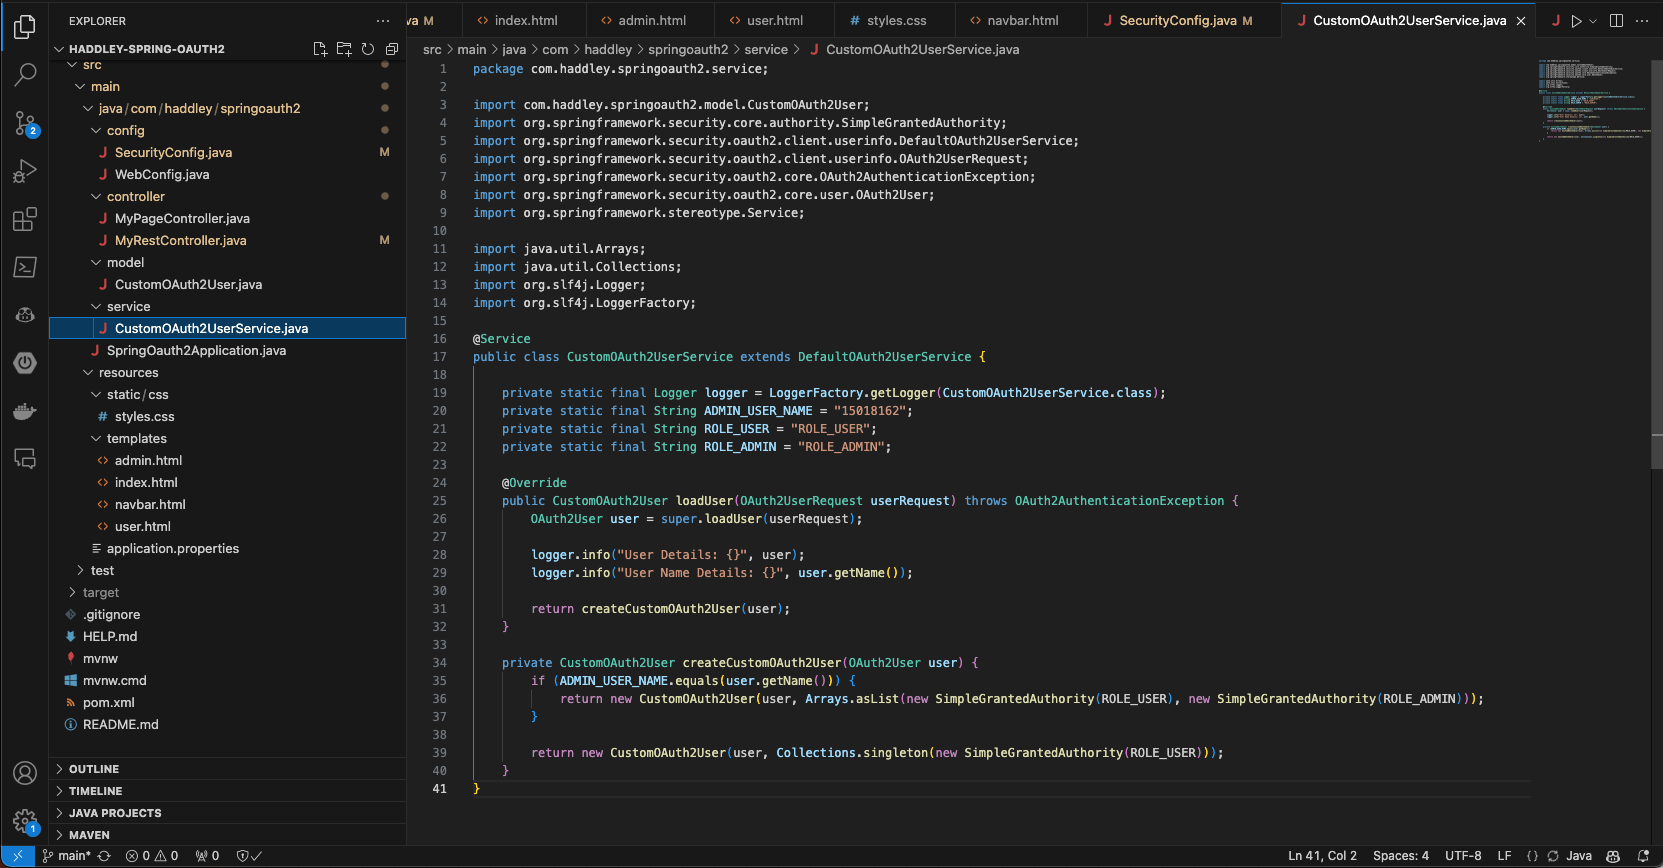 EXPLORER
va M
index.html
admin.html
user.html
# styles.css
navbar.html
J SecurityConfig.java M
J CustomOAuth2UserService.java
J
HADDLEY-SPRING-OAUTH2
src > main > java > com > haddley > springoauth2 > service > J CustomOAuth2UserService.java
src
main
java/com/haddley/springoauth2
config
J SecurityConfig.java M
J WebConfig.java
controller
J MyPageController.java
J MyRestController.java M
model
J CustomOAuth2User.java
service
J CustomOAuth2UserService.java
J SpringOauth2Application.java
resources
static/css
# styles.css
templates
admin.html
index.html
navbar.html
user.html
application.properties
test
target
.gitignore
HELP.md
mvnw
mvnw.cmd
pom.xml
README.md
OUTLINE
TIMELINE
JAVA PROJECTS
MAVEN
2
1
1 package com.haddley.springoauth2.service;
2
3 import com.haddley.springoauth2.model.CustomOAuth2User;
4 import org.springframework.security.core.authority.SimpleGrantedAuthority;
5 import org.springframework.security.oauth2.client.userinfo.DefaultOAuth2UserService;
6 import org.springframework.security.oauth2.client.userinfo.OAuth2UserRequest;
7 import org.springframework.security.oauth2.core.OAuth2AuthenticationException;
8 import org.springframework.security.oauth2.core.user.OAuth2User;
9 import org.springframework.stereotype.Service;
10
11 import java.util.Arrays;
12 import java.util.Collections;
13 import org.slf4j.Logger;
14 import org.slf4j.LoggerFactory;
15
16 @Service
17 public class CustomOAuth2UserService extends DefaultOAuth2UserService {
18
19 private static final Logger logger = LoggerFactory.getLogger(CustomOAuth2UserService.class);
20 private static final String ADMIN_USER_NAME = "15018162";
21 private static final String ROLE_USER = "ROLE_USER";
22 private static final String ROLE_ADMIN = "ROLE_ADMIN";
23
24 @Override
25 public CustomOAuth2User loadUser(OAuth2UserRequest userRequest) throws OAuth2AuthenticationException {
26 OAuth2User user = super.loadUser(userRequest);
27
28 logger.info("User Details: {}", user);
29 logger.info("User Name Details: {}", user.getName());
30
31 return createCustomOAuth2User(user);
32 }
33
34 private CustomOAuth2User createCustomOAuth2User(OAuth2User user) {
35 if (ADMIN_USER_NAME.equals(user.getName())) {
36 return new CustomOAuth2User(user, Arrays.asList(new SimpleGrantedAuthority(ROLE_USER), new SimpleGrantedAuthority(ROLE_ADMIN)));
37 }
38
39 return new CustomOAuth2User(user, Collections.singleton(new SimpleGrantedAuthority(ROLE_USER)));
40 }
41 }
main* 0 0 0
Ln 41, Col 2 Spaces: 4 UTF-8 LF {} Java